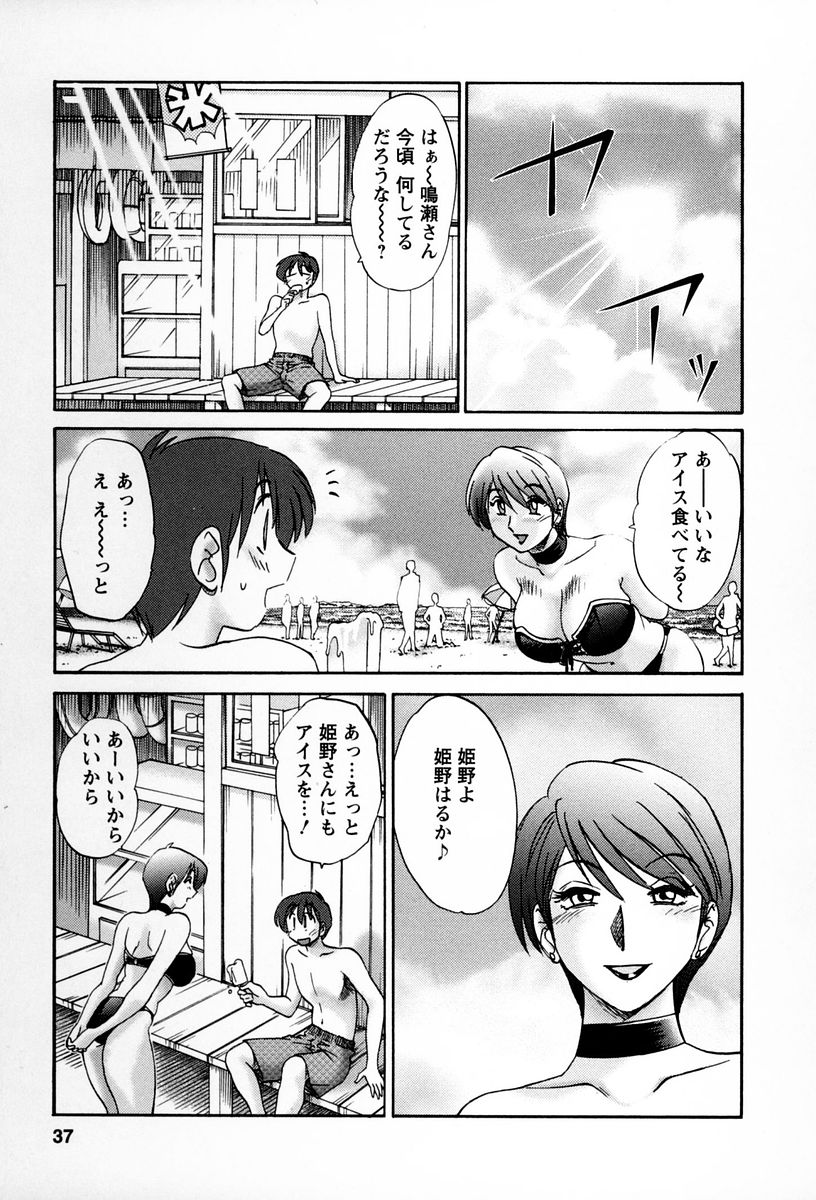 カアッ
はぁ～鳴瀬さん
今頃 何してる
だろうな～～～?
氷
あ――いいな
アイス食べてる～
あっ…
え え～～～っと
姫野よ
姫野はるか♪
あっ…えっと
姫野さんにも
アイスを…!
あーいいから
いいから
37